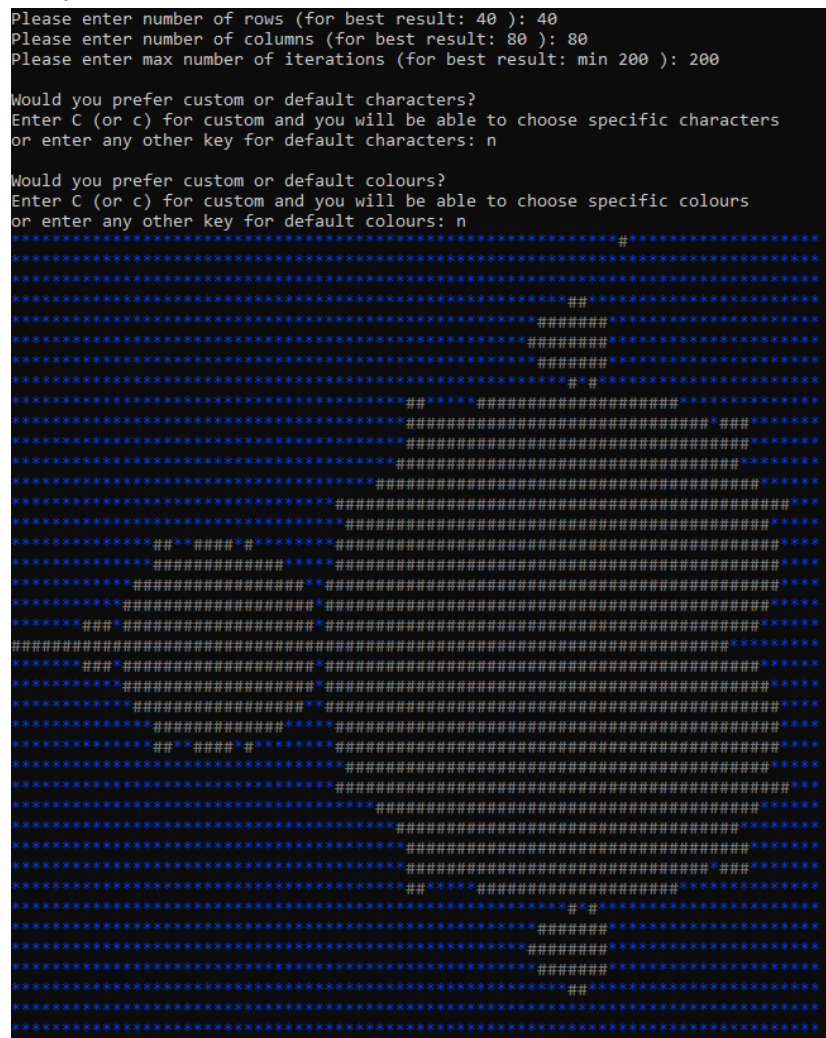 Please enter number of rows (for best result: 40 ): 40
Please enter number of columns (for best result: 80 ): 80
Please enter max number of iterations (for best result: min 200 ): 200
Would you prefer custom or default characters?
Enter C (or c) for custom and you will be able to choose specific characters
or enter any other key for default characters: n
Would you prefer custom or default colours?
Enter C (or c) for custom and you will be able to choose specific colours
or enter any other key for default colours: n